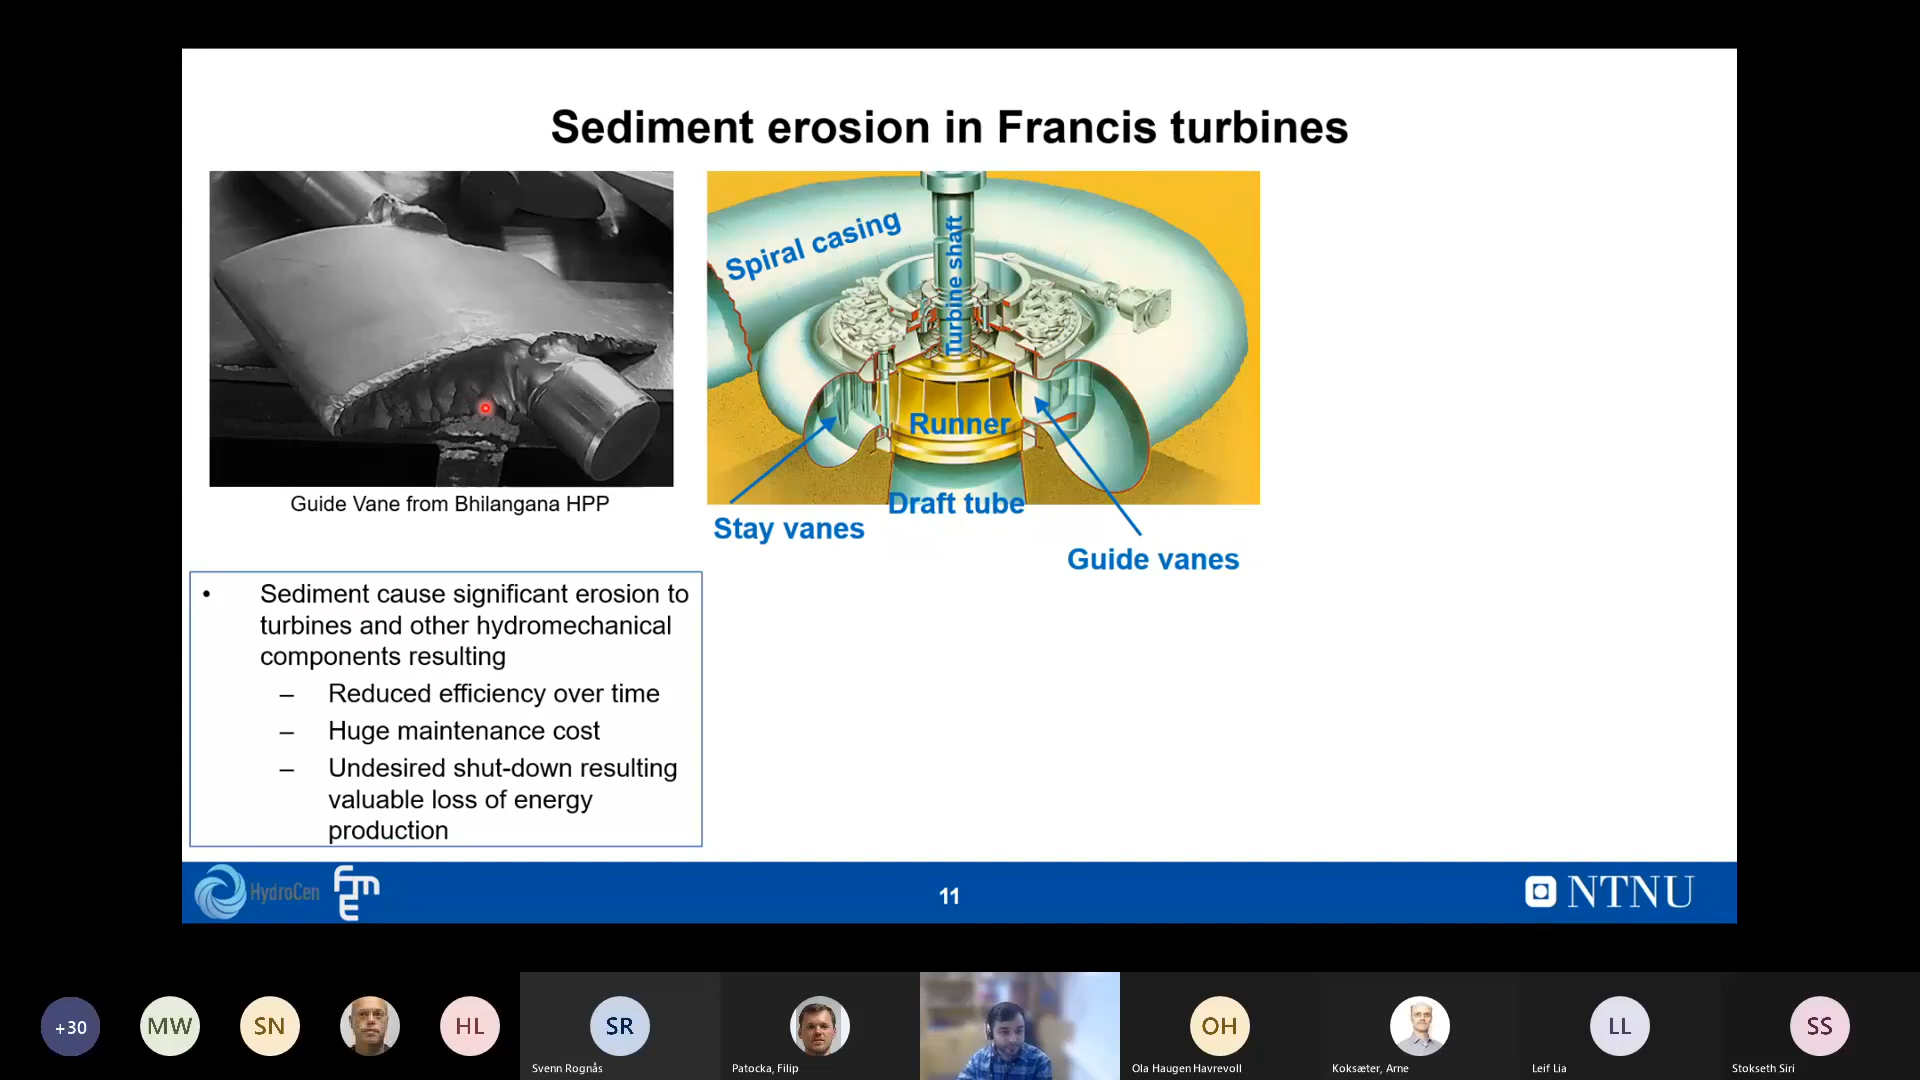 Sediment erosion in Francis turbines
Spiral casing
Turbine shaft
Runner
Draft tube
Stay vanes
Guide vanes
Guide Vane from Bhilangana HPP
• Sediment cause significant erosion to
turbines and other hydromechanical
components resulting
– Reduced efficiency over time
– Huge maintenance cost
– Undesired shut-down resulting
valuable loss of energy
production
HydroCen
FME
11
NTNU
+30
MW
SN
HL
SR
OH
LL
SS
Svenn Rognås
Patocka, Filip
Ola Haugen Havrevoll
Koksæter, Arne
Leif Lia
Stokseth Siri